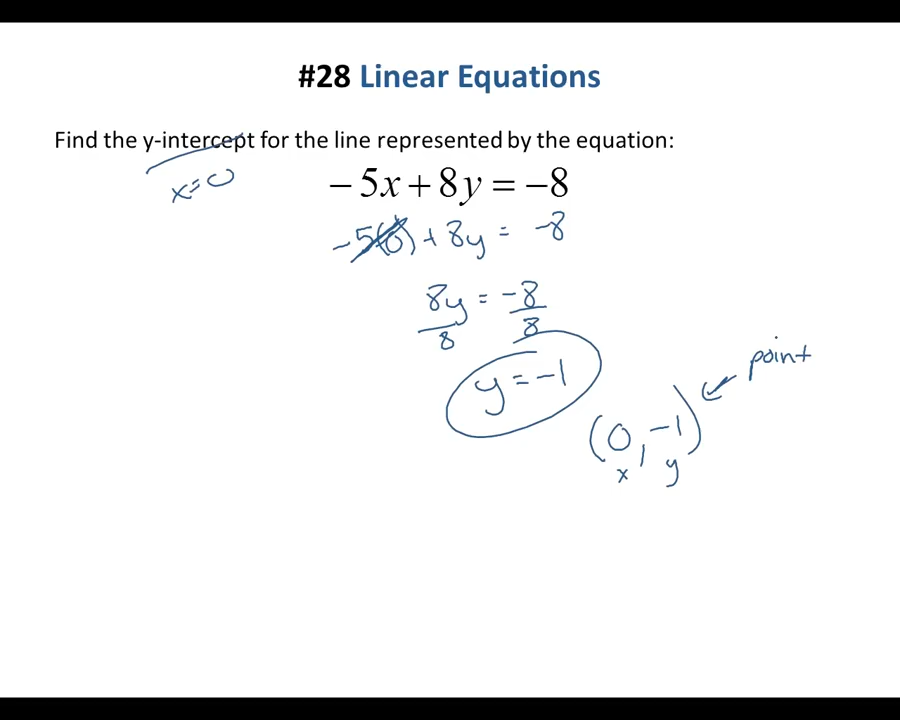 #28 Linear Equations
Find the y-intercept for the line represented by the equation:
x=0
−5x+8y=−8
-5(0) + 8y = -8
8y = -8
8 8
y = -1
point
(0, -1)
x y